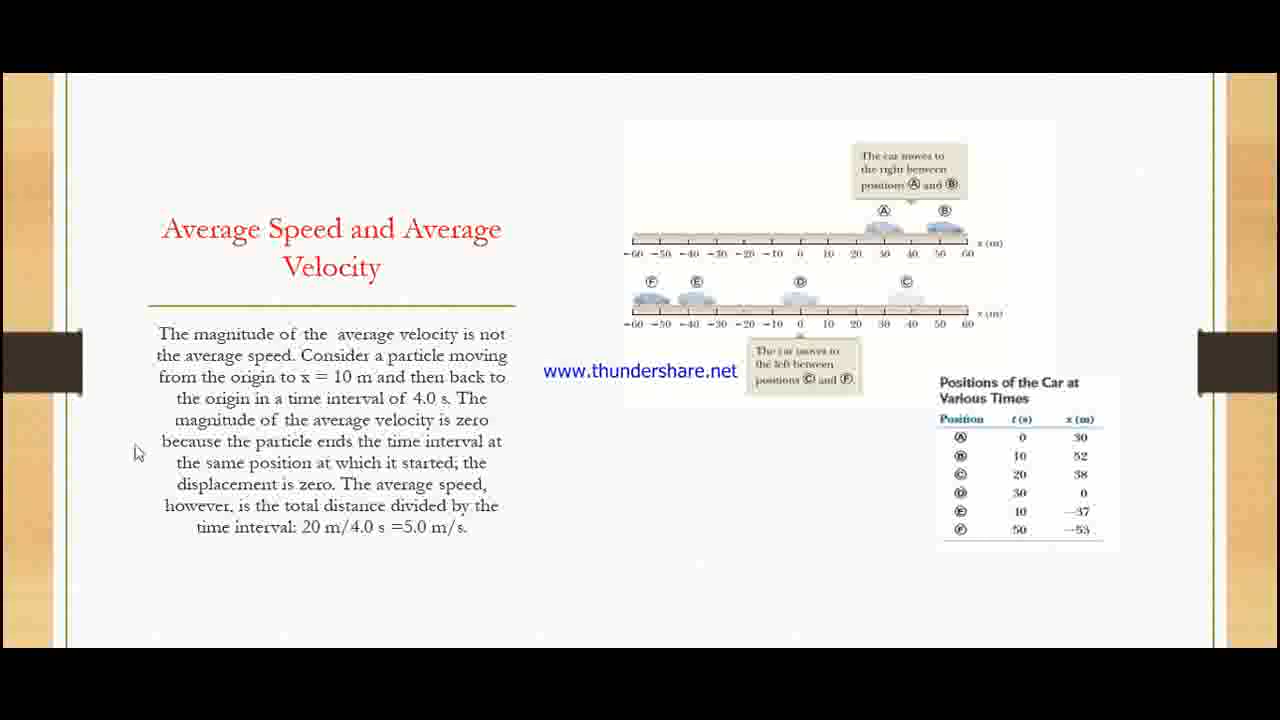 Average Speed and Average
Velocity
The magnitude of the average velocity is not
the average speed. Consider a particle moving
from the origin to x = 10 m and then back to
the origin in a time interval of 4.0 s. The
magnitude of the average velocity is zero
because the particle ends the time interval at
the same position at which it started; the
displacement is zero. The average speed,
however, is the total distance divided by the
time interval: 20 m/4.0 s =5.0 m/s.
The car moves to
the right between
positions Ⓐ and Ⓑ.
Ⓐ Ⓑ
−60 −50 −40 −30 −20 −10 0 10 20 30 40 50 60 x (m)
Ⓕ Ⓔ Ⓓ Ⓒ
−60 −50 −40 −30 −20 −10 0 10 20 30 40 50 60 x (m)
The car moves to
the left between
positions Ⓒ and Ⓕ.
www.thundershare.net
Positions of the Car at
Various Times
Position t (s) x (m)
Ⓐ 0 30
Ⓑ 10 52
Ⓒ 20 38
Ⓓ 30 0
Ⓔ 40 −37
Ⓕ 50 −53